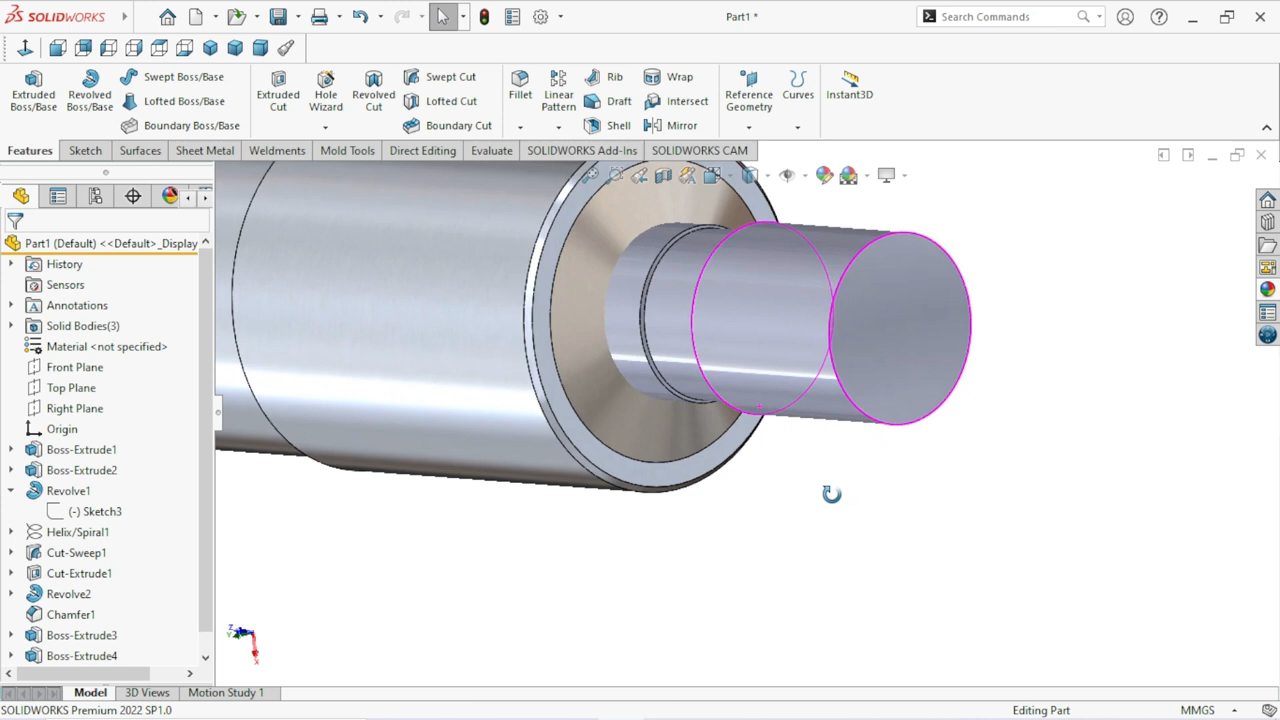 SOLIDWORKS
Part1 *
Search Commands
Extruded Boss/Base
Revolved Boss/Base
Swept Boss/Base
Lofted Boss/Base
Boundary Boss/Base
Extruded Cut
Hole Wizard
Revolved Cut
Swept Cut
Lofted Cut
Boundary Cut
Fillet
Linear Pattern
Rib
Draft
Shell
Wrap
Intersect
Mirror
Reference Geometry
Curves
Instant3D
Features Sketch Surfaces Sheet Metal Weldments Mold Tools Direct Editing Evaluate SOLIDWORKS Add-Ins SOLIDWORKS CAM
Part1 (Default) <<Default>_Display
History
Sensors
Annotations
Solid Bodies(3)
Material <not specified>
Front Plane
Top Plane
Right Plane
Origin
Boss-Extrude1
Boss-Extrude2
Revolve1
(-) Sketch3
Helix/Spiral1
Cut-Sweep1
Cut-Extrude1
Revolve2
Chamfer1
Boss-Extrude3
Boss-Extrude4
Z
Y
X
Model 3D Views Motion Study 1
SOLIDWORKS Premium 2022 SP1.0
Editing Part
MMGS